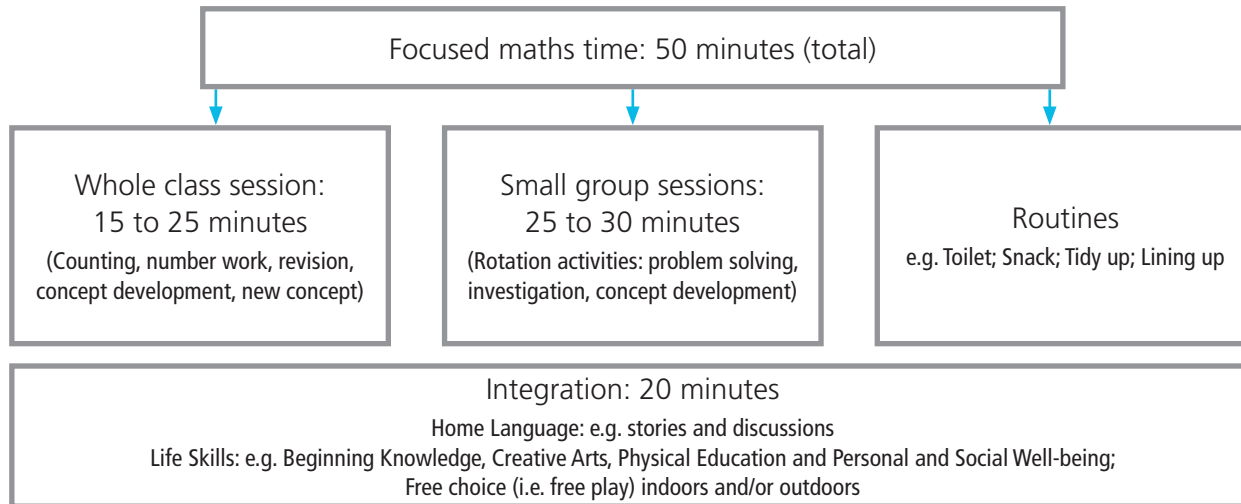 Focused maths time: 50 minutes (total)
Whole class session:
15 to 25 minutes
(Counting, number work, revision,
concept development, new concept)
Small group sessions:
25 to 30 minutes
(Rotation activities: problem solving,
investigation, concept development)
Routines
e.g. Toilet; Snack; Tidy up; Lining up
Integration: 20 minutes
Home Language: e.g. stories and discussions
Life Skills: e.g. Beginning Knowledge, Creative Arts, Physical Education and Personal and Social Well-being;
Free choice (i.e. free play) indoors and/or outdoors